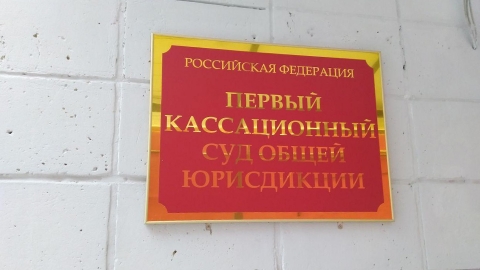 РОССИЙСКАЯ ФЕДЕРАЦИЯ
ПЕРВЫЙ
КАССАЦИОННЫЙ
СУД ОБЩЕЙ
ЮРИСДИКЦИИ